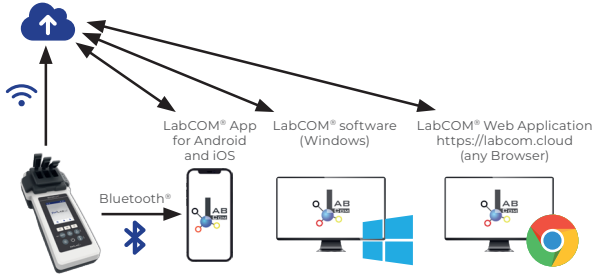 LabCOM® App
for Android
and iOS
LabCOM® software
(Windows)
LabCOM® Web Application
https://labcom.cloud
(any Browser)
Bluetooth®
LAB
COM
LAB
COM
LAB
COM